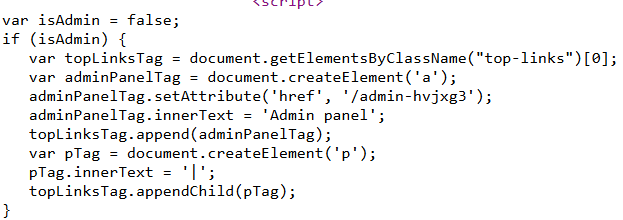 <script>
var isAdmin = false;
if (isAdmin) {
   var topLinksTag = document.getElementsByClassName("top-links")[0];
   var adminPanelTag = document.createElement('a');
   adminPanelTag.setAttribute('href', '/admin-hvjxg3');
   adminPanelTag.innerText = 'Admin panel';
   topLinksTag.append(adminPanelTag);
   var pTag = document.createElement('p');
   pTag.innerText = '|';
   topLinksTag.appendChild(pTag);
}